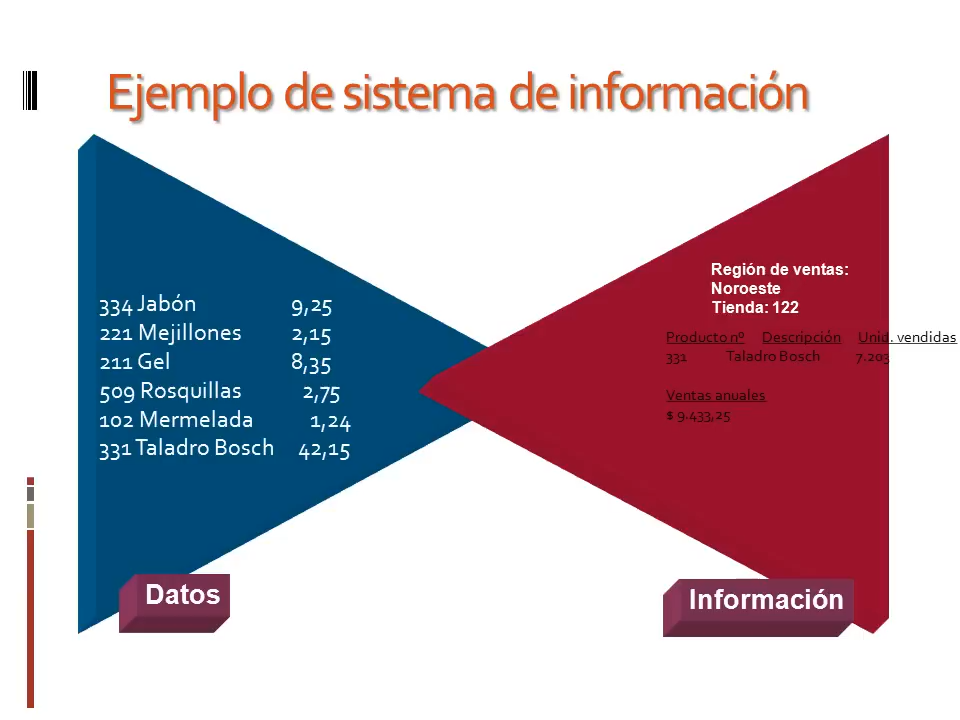 Ejemplo de sistema de información
334 Jabón 9,25
221 Mejillones 2,15
211 Gel 8,35
509 Rosquillas 2,75
102 Mermelada 1,24
331 Taladro Bosch 42,15
Datos
Región de ventas:
Noroeste
Tienda: 122
Producto nº Descripción Unid. vendidas
331 Taladro Bosch 7.203
Ventas anuales
$ 9.433,25
Información